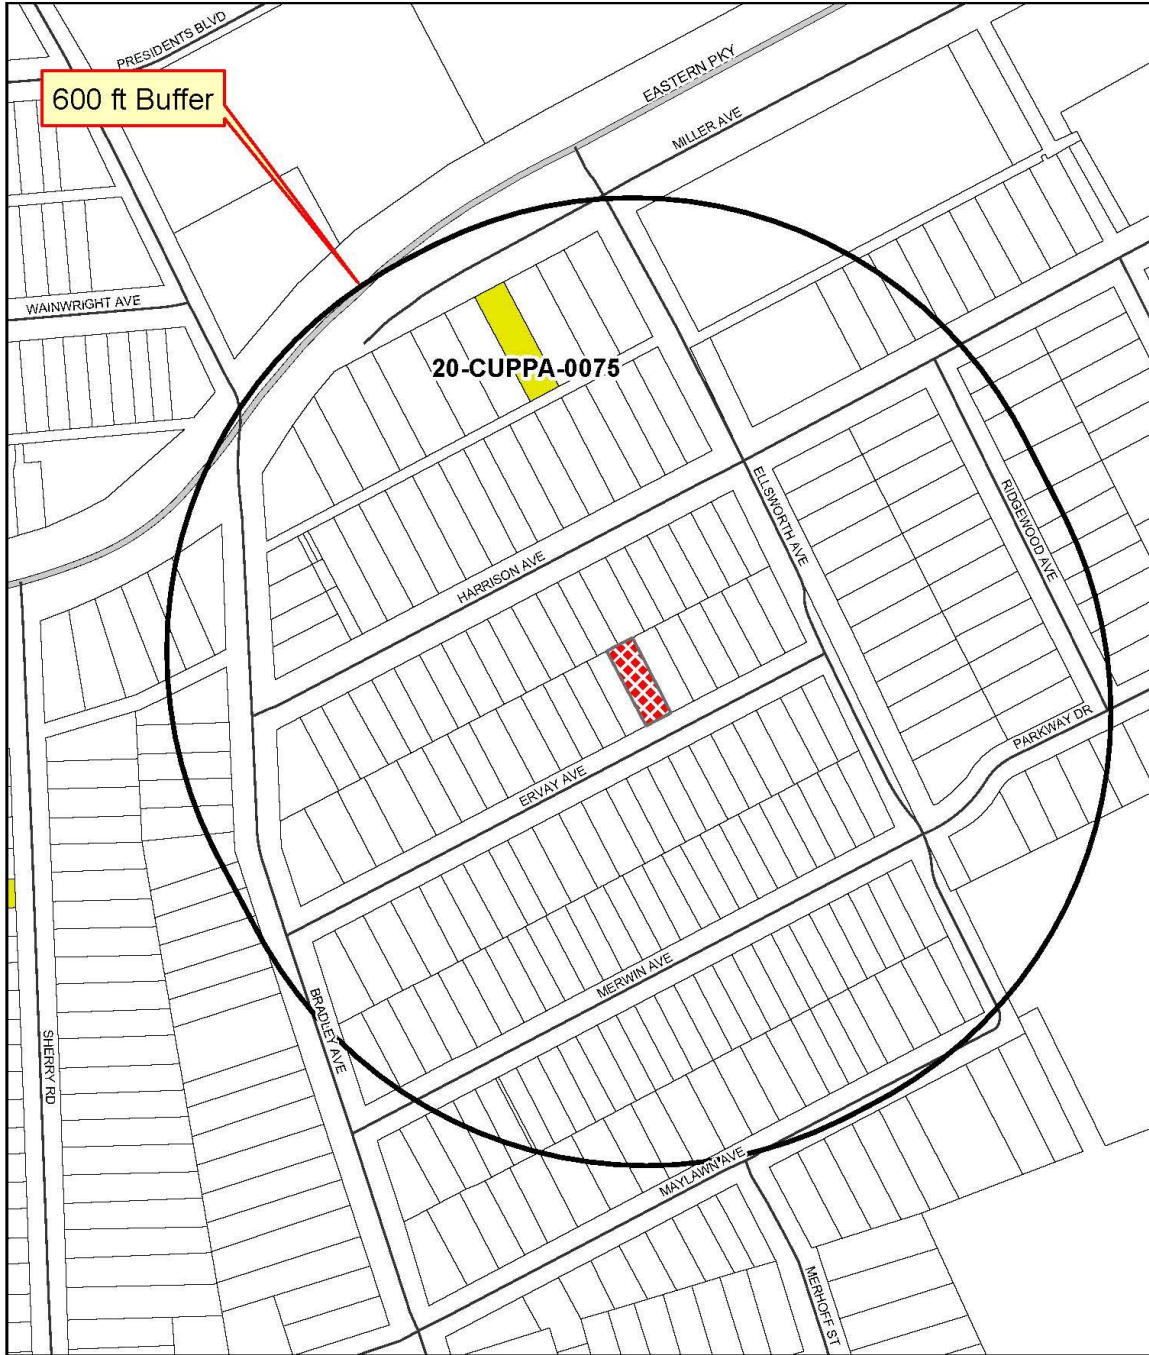 PRESIDENTS BLVD
EASTERN PKY
600 ft Buffer
MILLER AVE
WAINWRIGHT AVE
20-CUPPA-0075
ELLSWORTH AVE
RIDGEWOOD AVE
HARRISON AVE
PARKWAY DR
ERVAY AVE
MERWIN AVE
BRADLEY AVE
SHERRY RD
MAYLAWN AVE
MERHOFF ST